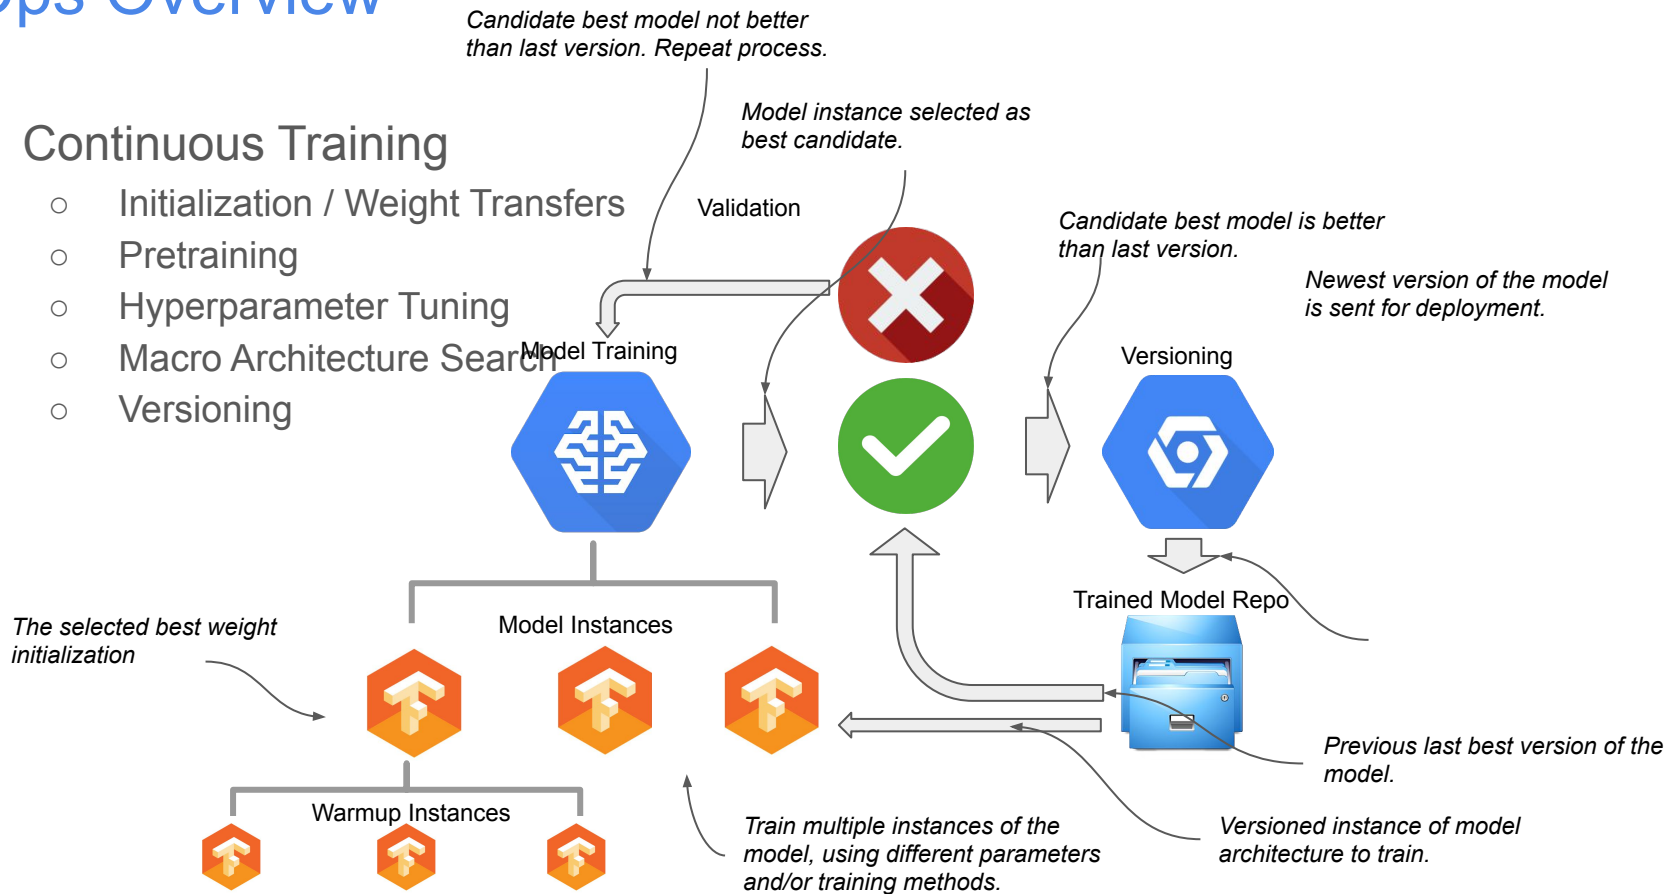 Ops Overview
Candidate best model not better
than last version. Repeat process.
Model instance selected as
best candidate.
Continuous Training
○ Initialization / Weight Transfers
○ Pretraining
○ Hyperparameter Tuning
○ Macro Architecture Search
○ Versioning
Validation
Candidate best model is better
than last version.
Newest version of the model
is sent for deployment.
Model Training
Versioning
Trained Model Repo
The selected best weight
initialization
Model Instances
Previous last best version of the
model.
Warmup Instances
Train multiple instances of the
model, using different parameters
and/or training methods.
Versioned instance of model
architecture to train.